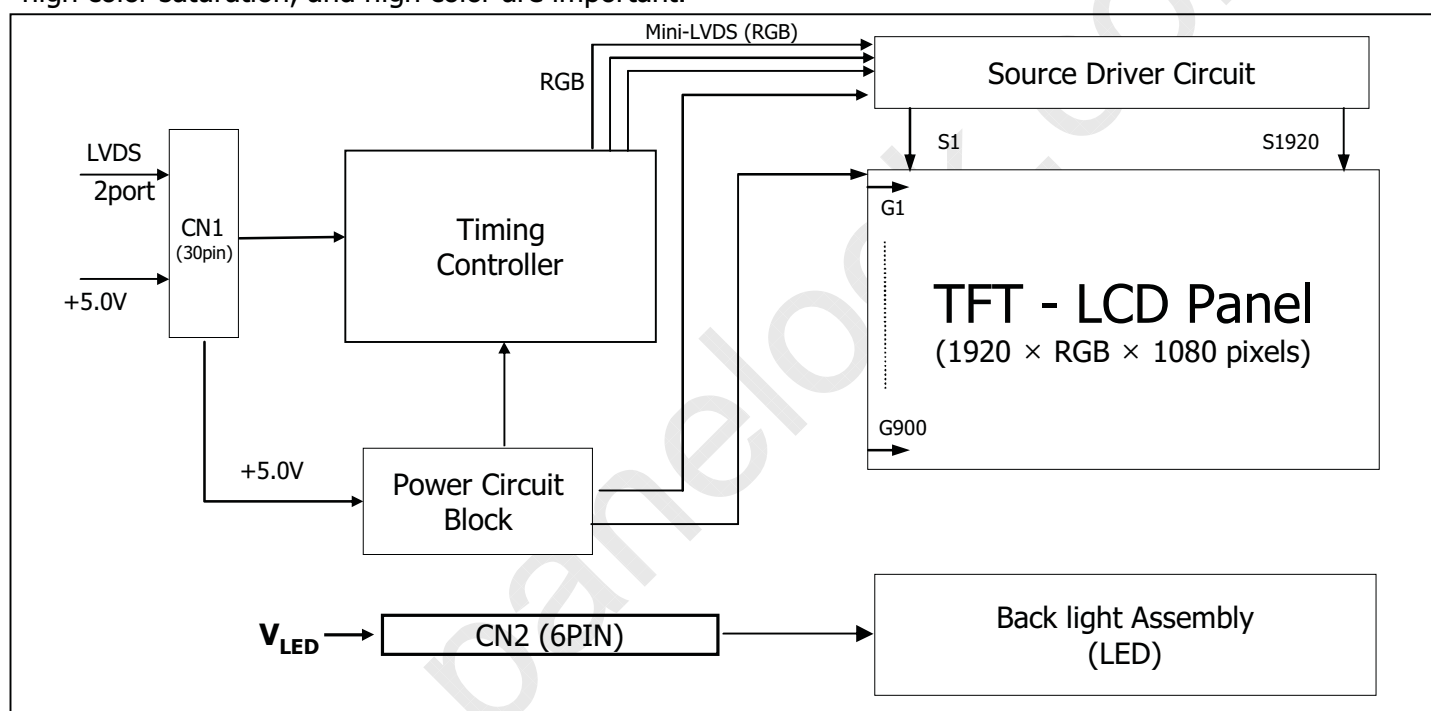 high color saturation, and high color are important.
Mini-LVDS (RGB)
RGB
Source Driver Circuit
S1
S1920
LVDS
2port
CN1
(30pin)
+5.0V
Timing
Controller
G1
TFT - LCD Panel
(1920 × RGB × 1080 pixels)
G900
+5.0V
Power Circuit
Block
Back light Assembly
(LED)
VLED
CN2 (6PIN)